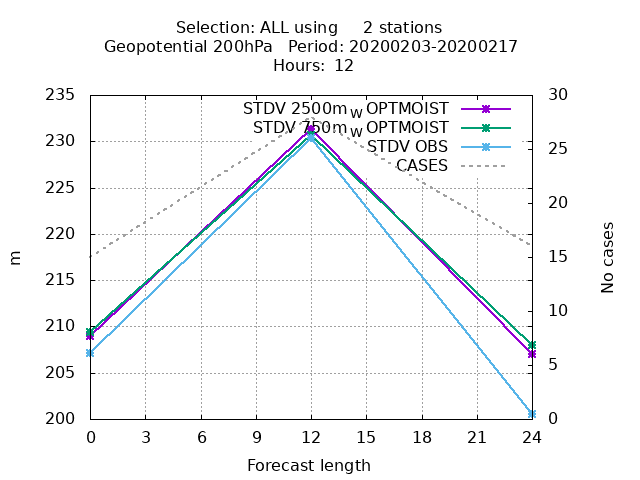 Selection: ALL using     2 stations
Geopotential 200hPa   Period: 20200203-20200217
Hours:  12
235
230
225
220
215
210
205
200
m
30
25
20
15
10
5
0
No cases
STDV 2500m_W OPTMOIST
STDV 750m_W OPTMOIST
STDV OBS
CASES
0 3 6 9 12 15 18 21 24
Forecast length